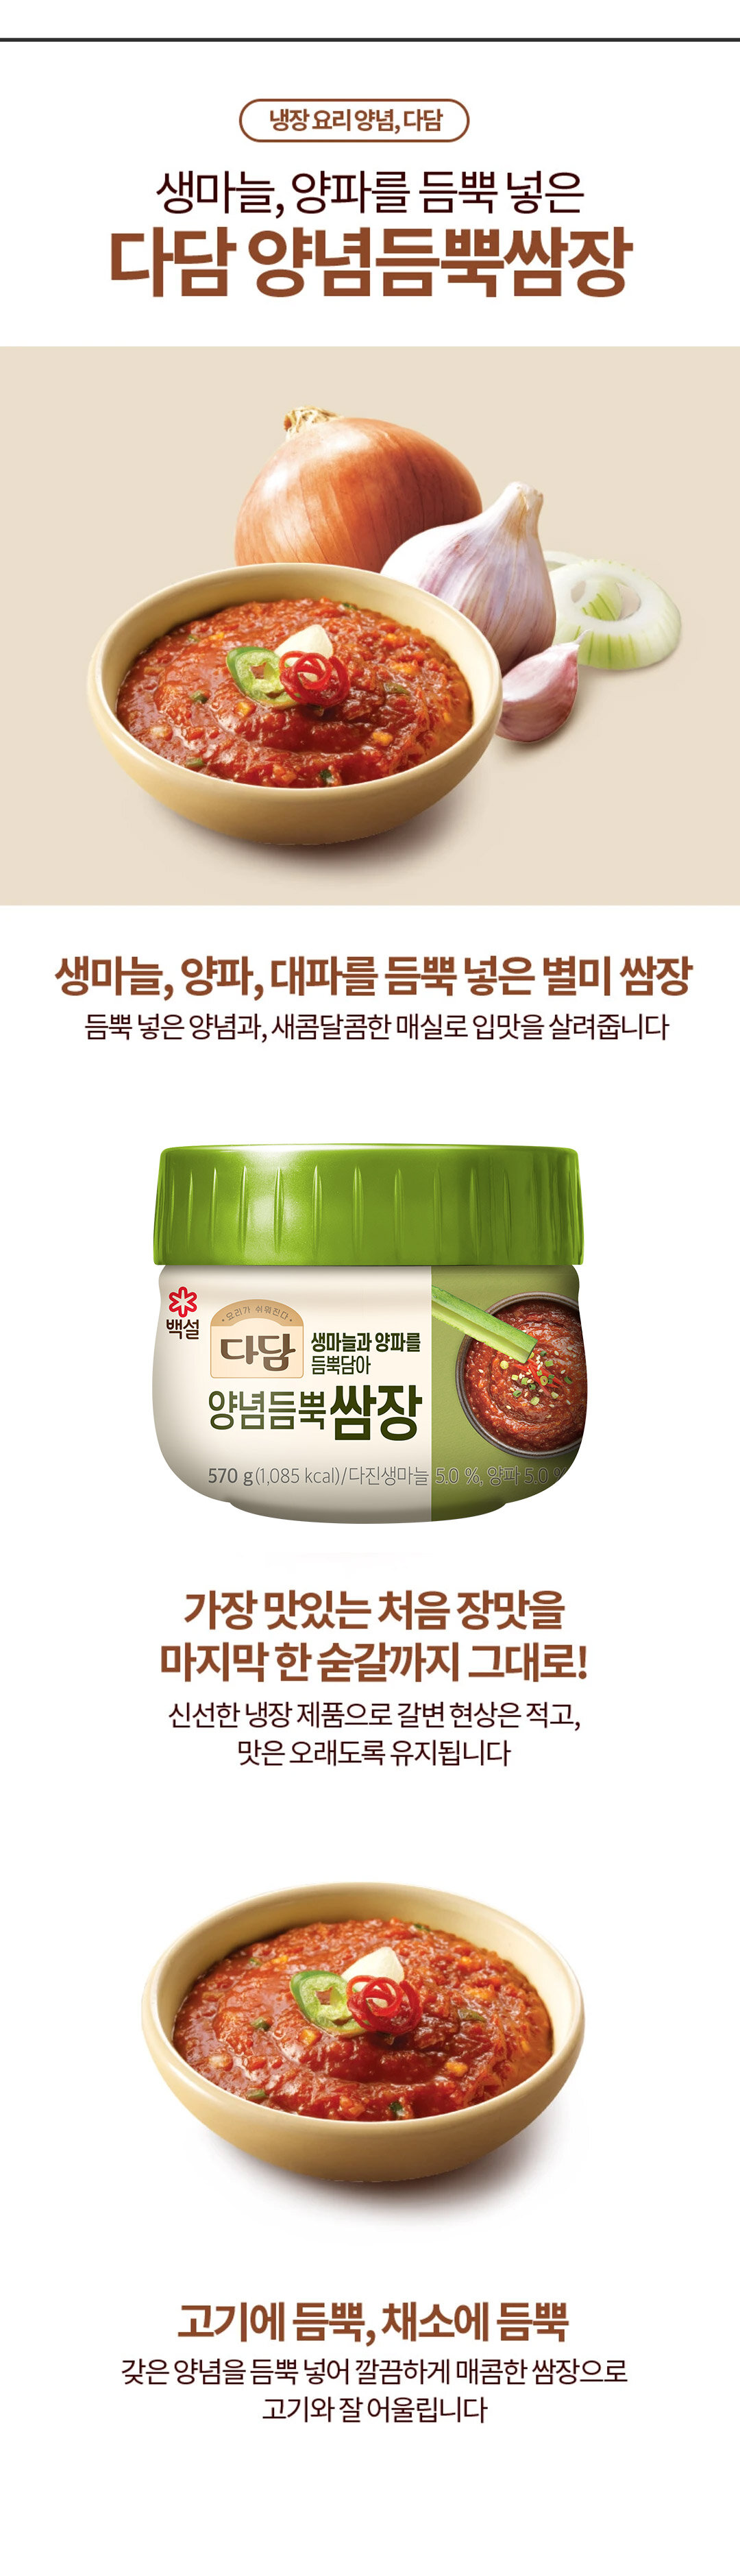 냉장 요리 양념, 다담
생마늘, 양파를 듬뿍 넣은
다담 양념듬뿍쌈장
생마늘, 양파, 대파를 듬뿍 넣은 별미 쌈장
듬뿍 넣은 양념과, 새콤달콤한 매실로 입맛을 살려줍니다
백설
·요리가 쉬워진다·
다담
생마늘과 양파를
듬뿍담아
양념듬뿍쌈장
570 g(1,085 kcal)/다진생마늘 5.0 %, 양파 5.0 %
가장 맛있는 처음 장맛을
마지막 한 숟갈까지 그대로!
신선한 냉장 제품으로 갈변 현상은 적고,
맛은 오래도록 유지됩니다
고기에 듬뿍, 채소에 듬뿍
갖은 양념을 듬뿍 넣어 깔끔하게 매콤한 쌈장으로
고기와 잘 어울립니다